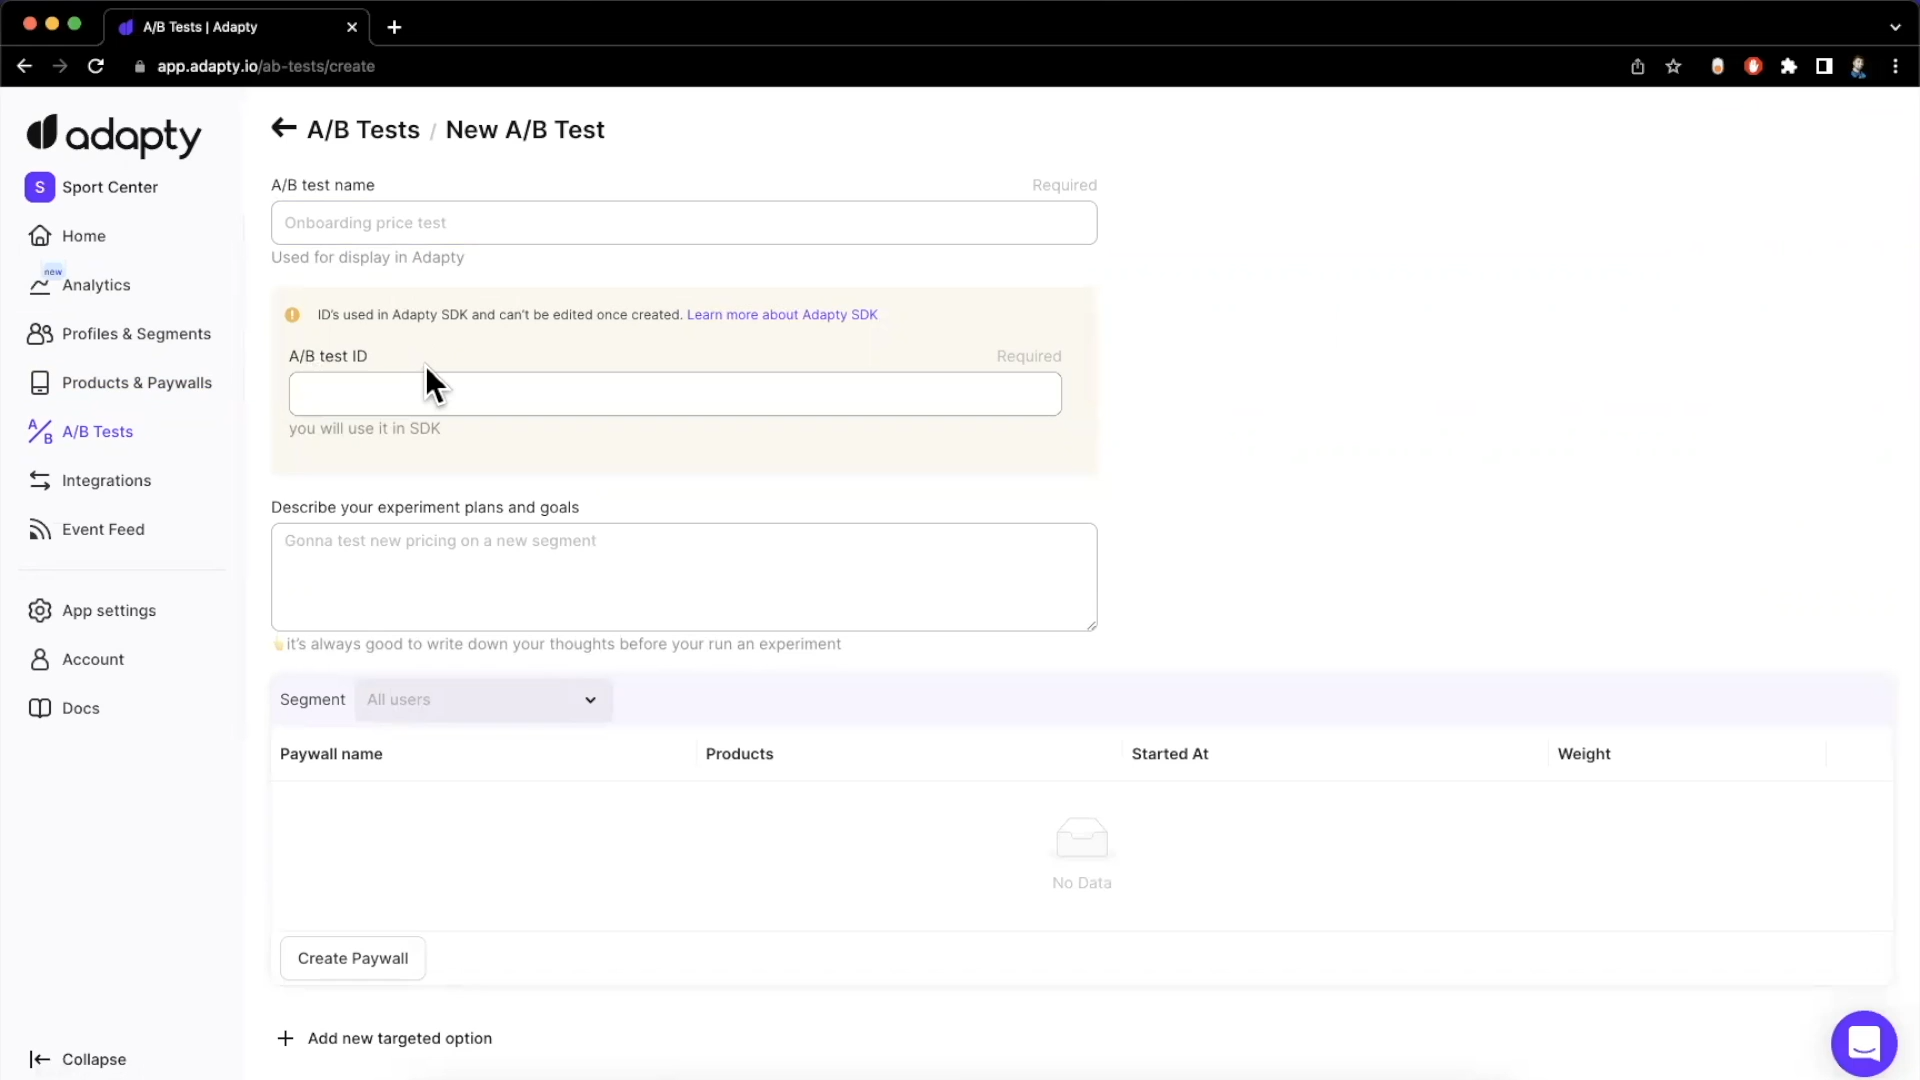 A/B Tests | Adapty
app.adapty.io/ab-tests/create
adapty
S Sport Center
Home
new
Analytics
Profiles & Segments
Products & Paywalls
A/B A/B Tests
Integrations
Event Feed
App settings
Account
Docs
Collapse
A/B Tests / New A/B Test
A/B test name Required
Onboarding price test
Used for display in Adapty
ID's used in Adapty SDK and can't be edited once created. Learn more about Adapty SDK
A/B test ID Required
you will use it in SDK
Describe your experiment plans and goals
Gonna test new pricing on a new segment
👆it's always good to write down your thoughts before your run an experiment
Segment All users
Paywall name Products Started At Weight
No Data
Create Paywall
+ Add new targeted option